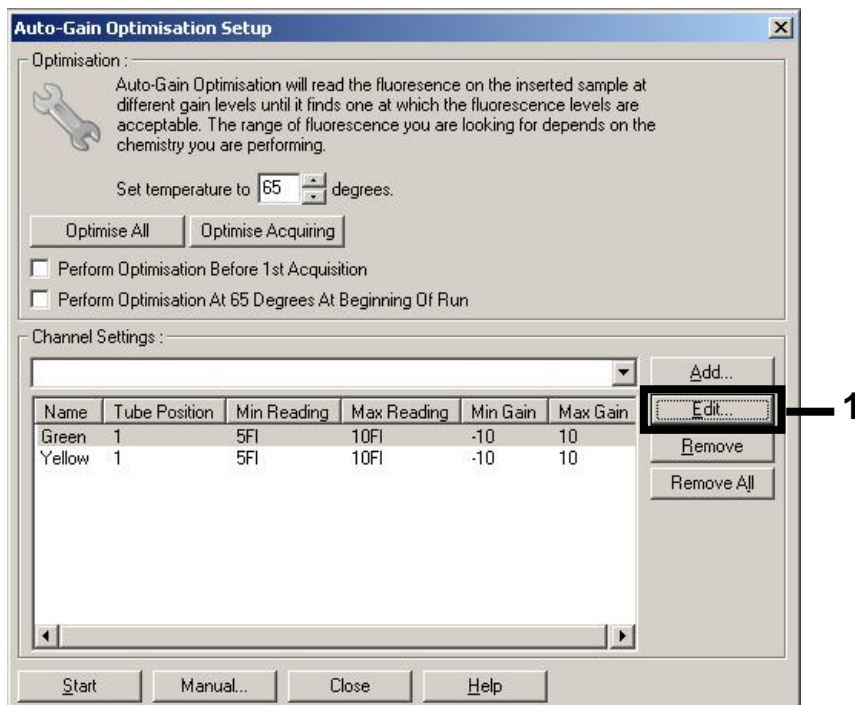 Auto-Gain Optimisation Setup
Optimisation :
Auto-Gain Optimisation will read the fluoresence on the inserted sample at
different gain levels until it finds one at which the fluorescence levels are
acceptable. The range of fluorescence you are looking for depends on the
chemistry you are performing.
Set temperature to 65 degrees.
Optimise All Optimise Acquiring
Perform Optimisation Before 1st Acquisition
Perform Optimisation At 65 Degrees At Beginning Of Run
Channel Settings :
Add...
Name Tube Position Min Reading Max Reading Min Gain Max Gain Edit... 1
Green 1 5Fl 10Fl -10 10
Remove
Yellow 1 5Fl 10Fl -10 10
Remove All
Start Manual... Close Help